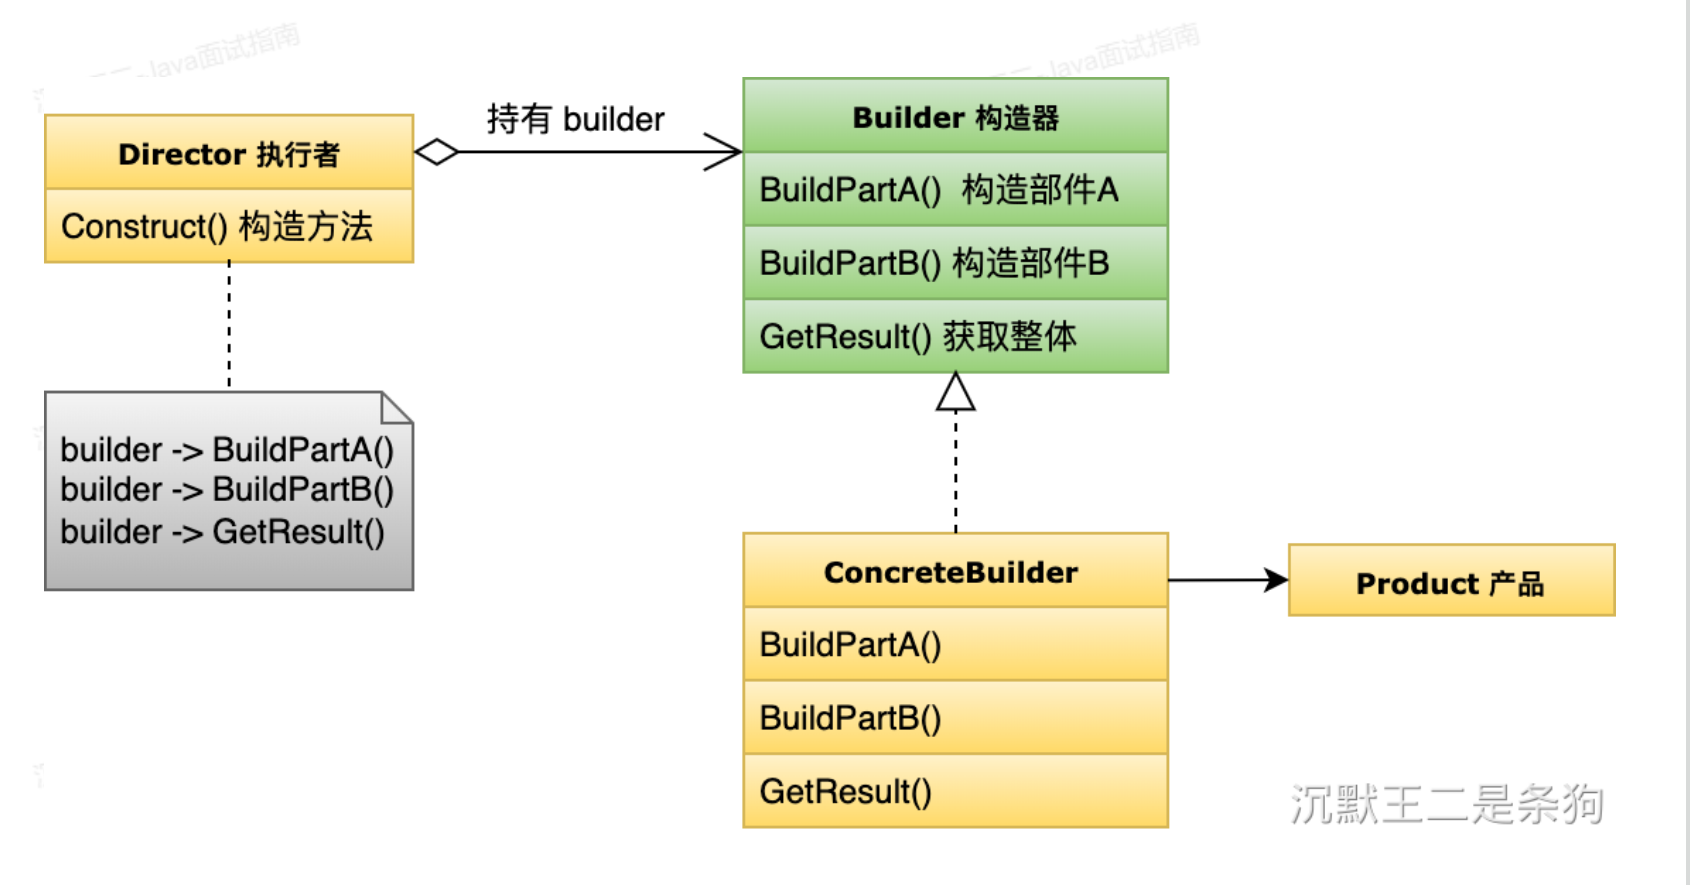 Java面试指南
Java面试指南
持有 builder
Director 执行者
Construct() 构造方法
builder -> BuildPartA()
builder -> BuildPartB()
builder -> GetResult()
Builder 构造器
BuildPartA() 构造部件A
BuildPartB() 构造部件B
GetResult() 获取整体
ConcreteBuilder
BuildPartA()
BuildPartB()
GetResult()
Product 产品
沉默王二是条狗